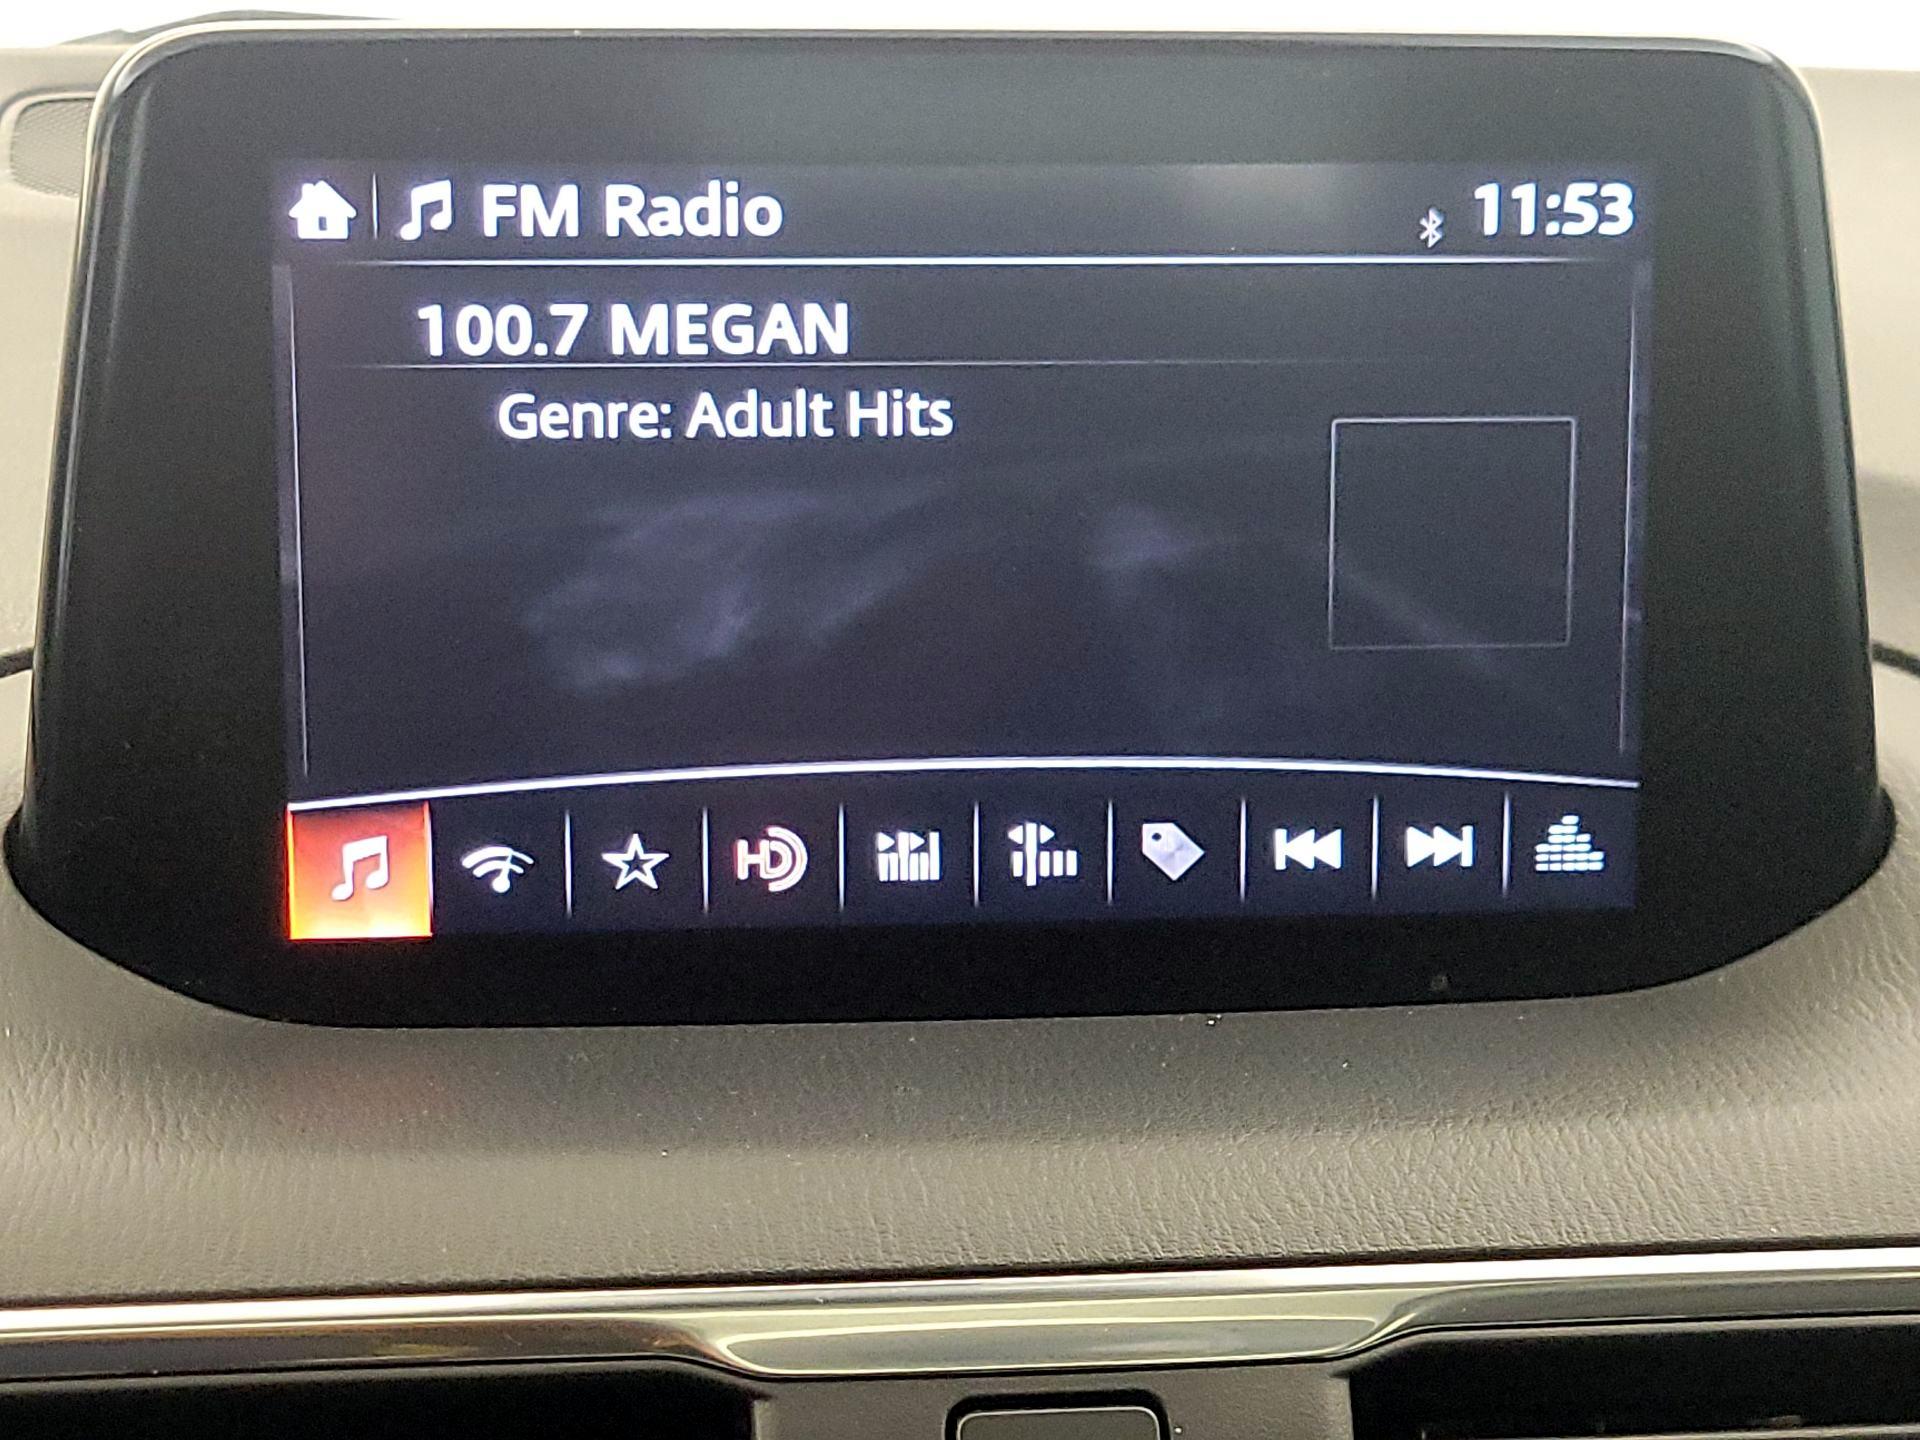 FM Radio
11:53
100.7 MEGAN
Genre: Adult Hits
HD